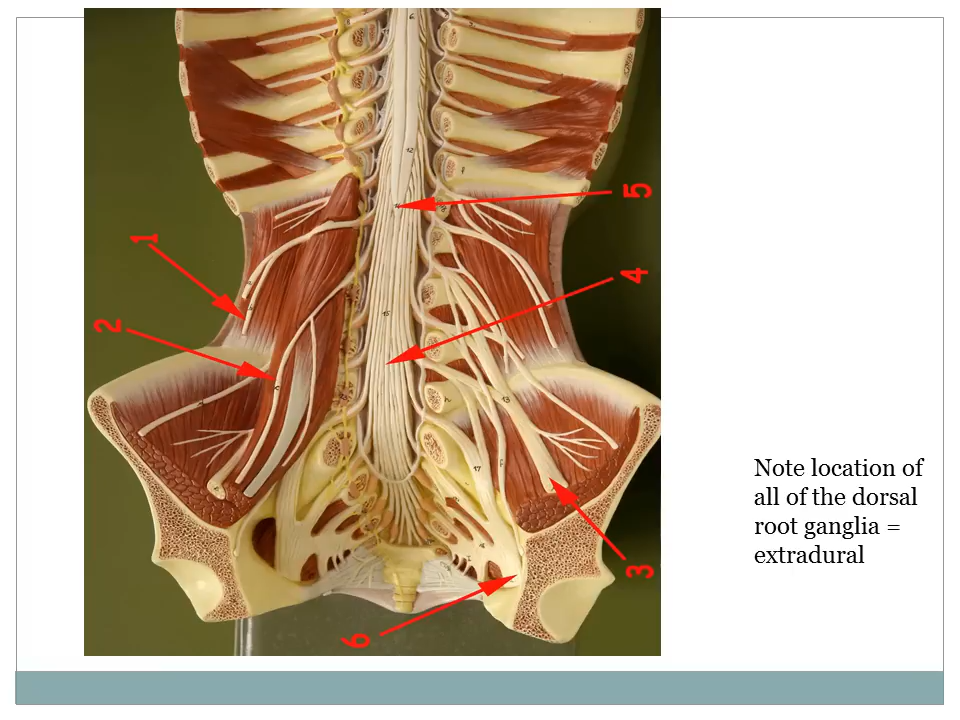 5
4
1
2
3
6
Note location of
all of the dorsal
root ganglia =
extradural